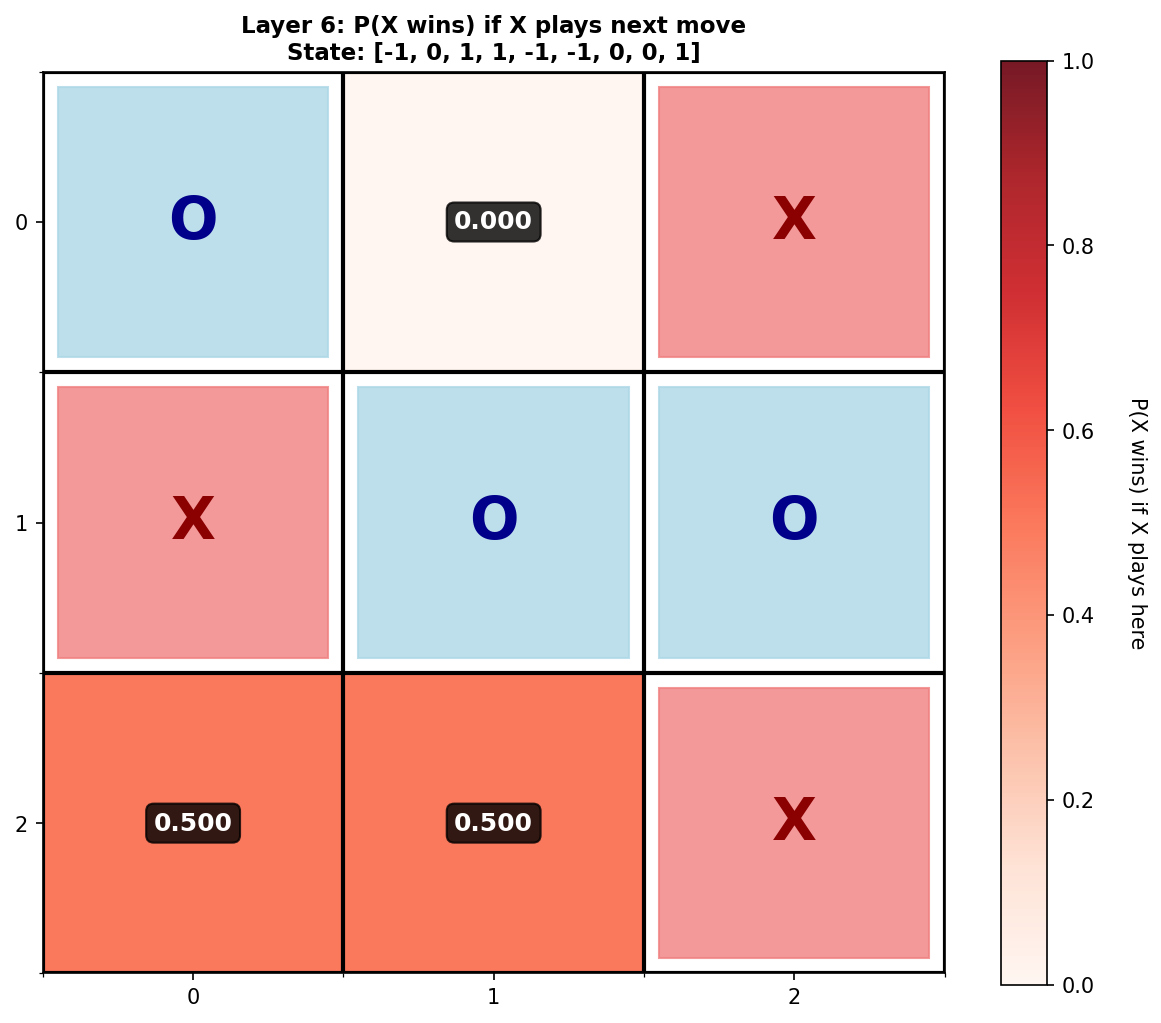 Layer 6: P(X wins) if X plays next move
State: [-1, 0, 1, 1, -1, -1, 0, 0, 1]
0
O
0.000
X
1
X
O
O
2
0.500
0.500
X
0
1
2
1.0
0.8
0.6
0.4
0.2
0.0
P(X wins) if X plays here